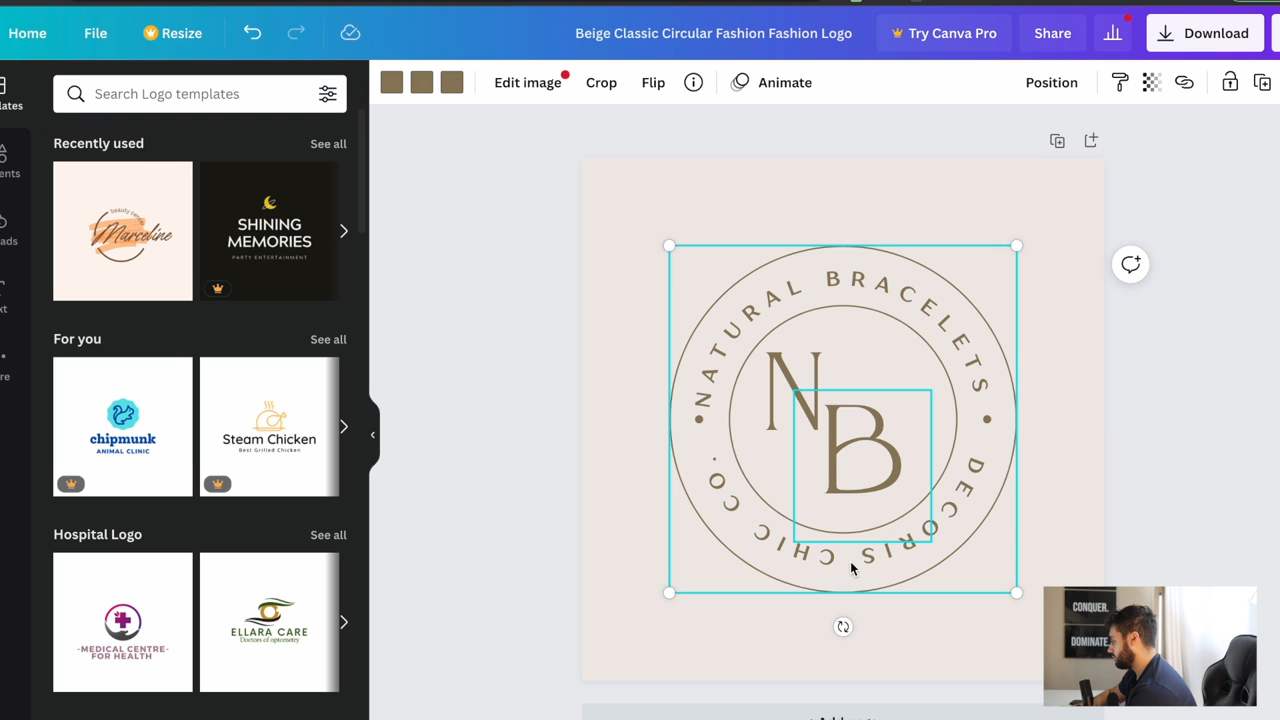 Home
File
Resize
Beige Classic Circular Fashion Fashion Logo
Try Canva Pro
Share
Download
Search Logo templates
Edit image
Crop
Flip
Animate
Position
Recently used
See all
beauty
Marceline
SHINING
MEMORIES
PARTY ENTERTAINMENT
For you
See all
chipmunk
ANIMAL CLINIC
Steam Chicken
Best Grilled Chicken
Hospital Logo
See all
-MEDICAL CENTRE-
FOR HEALTH
ELLARA CARE
Doctors of optometry
•NATURAL BRACELETS •
DECORIS CHIC CO.
N
B
CONQUER.
DOMINATE.